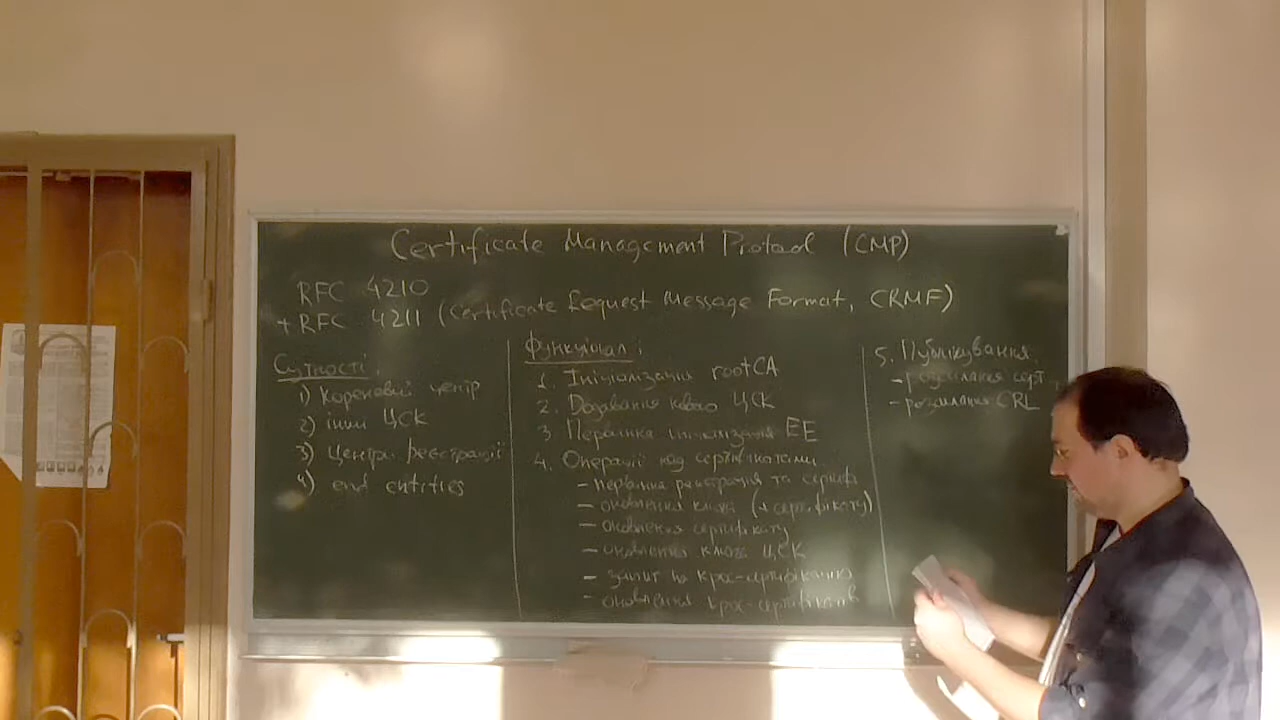 Certificate Management Protocol (CMP)
RFC 4210
+ RFC 4211 (Certificate Request Message Format, CRMF)
Сутності:
1) Кореневий центр
2) інші ЦСК
3) Центри реєстрації
4) end entities
Функціонал:
1. Ініціалізація rootCA
2. Додавання нового ЦСК
3. Первинна ініціалізація EE
4. Операції над сертифікатами
– первинна реєстрація та
– оновлення ключа (+ сертифікату)
– оновлення сертифікату
– оновлення ключа ЦСК
– запит на крос-сертифікацію
– оновлення крос-сертифікатів
5. Публікування
– розсилання серт.
– розсилання CRL